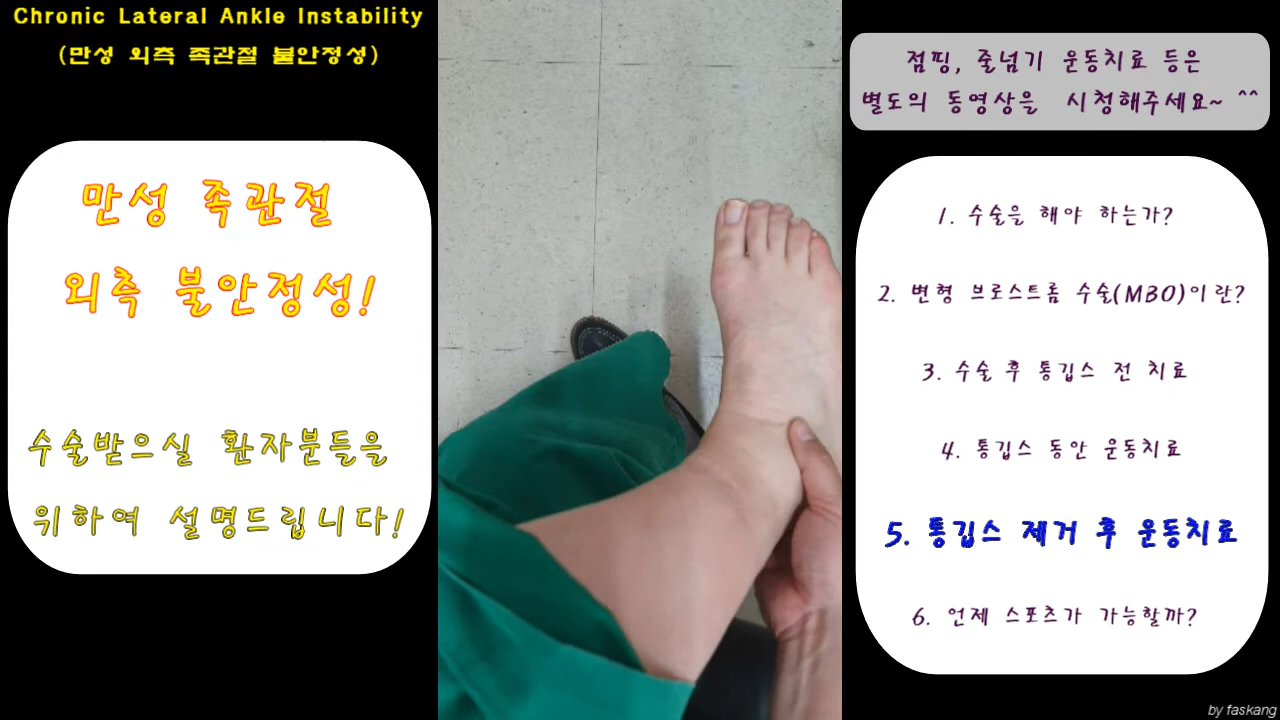 Chronic Lateral Ankle Instability
(만성 외측 족관절 불안정성)
만성 족관절
외측 불안정성!
수술받으실 환자분들을
위하여 설명드립니다!
점핑, 줄넘기 운동치료 등은
별도의 동영상을 시청해주세요~ ^^
1. 수술을 해야 하는가?
2. 변형 브로스트롬 수술(MBO)이란?
3. 수술 후 통깁스 전 치료
4. 통깁스 동안 운동치료
5. 통깁스 제거 후 운동치료
6. 언제 스포츠가 가능할까?
by faskang